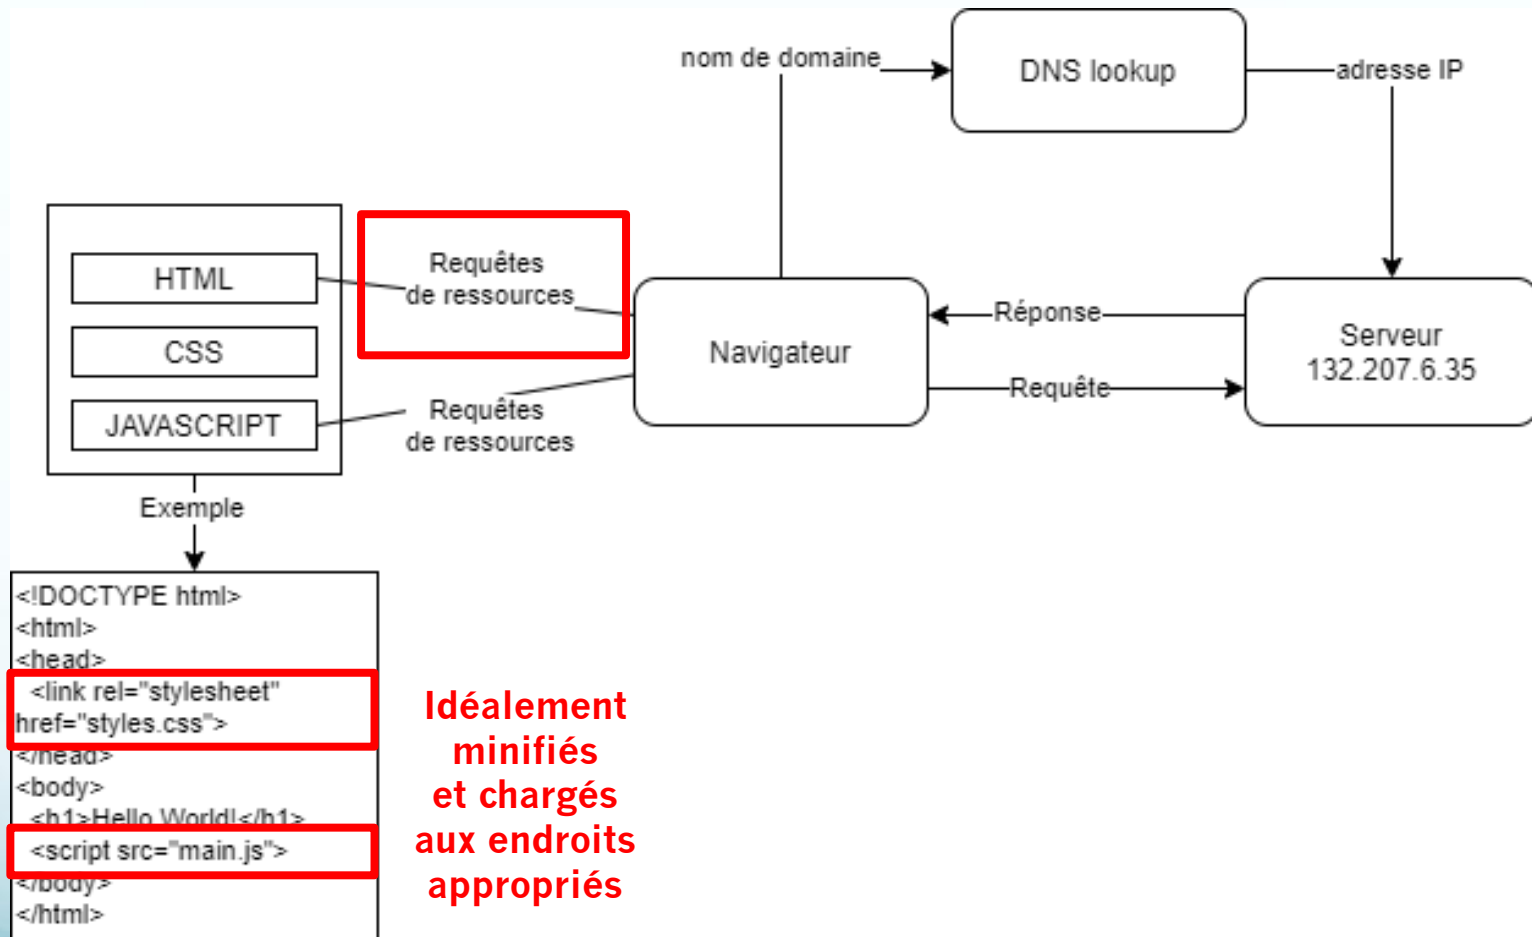 nom de domaine
DNS lookup
adresse IP
HTML
CSS
JAVASCRIPT
Requêtes
de ressources
Requêtes
de ressources
Navigateur
Réponse
Requête
Serveur
132.207.6.35
Exemple
<!DOCTYPE html>
<html>
<head>
<link rel="stylesheet"
href="styles.css">
</head>
<body>
<h1>Hello World!</h1>
<script src="main.js">
</body>
</html>
Idéalement
minifiés
et chargés
aux endroits
appropriés